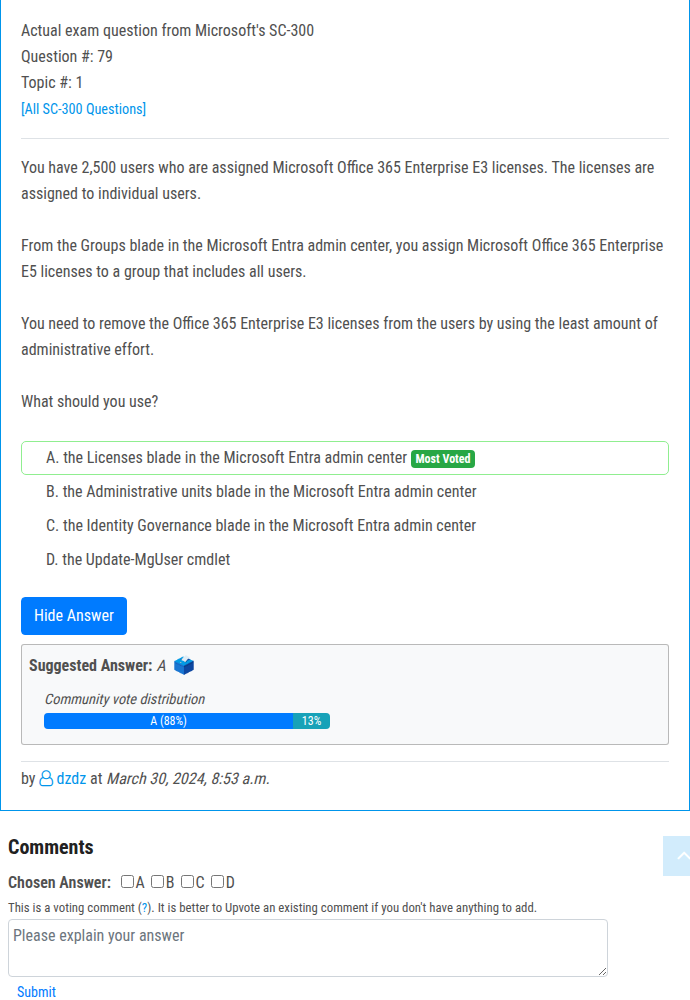 Actual exam question from Microsoft's SC-300
Question #: 79
Topic #: 1
[All SC-300 Questions]
You have 2,500 users who are assigned Microsoft Office 365 Enterprise E3 licenses. The licenses are
assigned to individual users.
From the Groups blade in the Microsoft Entra admin center, you assign Microsoft Office 365 Enterprise
E5 licenses to a group that includes all users.
You need to remove the Office 365 Enterprise E3 licenses from the users by using the least amount of
administrative effort.
What should you use?
A. the Licenses blade in the Microsoft Entra admin center Most Voted
B. the Administrative units blade in the Microsoft Entra admin center
C. the Identity Governance blade in the Microsoft Entra admin center
D. the Update-MgUser cmdlet
Hide Answer
Suggested Answer: A
Community vote distribution
A (88%) 13%
by dzdz at March 30, 2024, 8:53 a.m.
Comments
Chosen Answer: A B C D
This is a voting comment (?). It is better to Upvote an existing comment if you don't have anything to add.
Please explain your answer
Submit